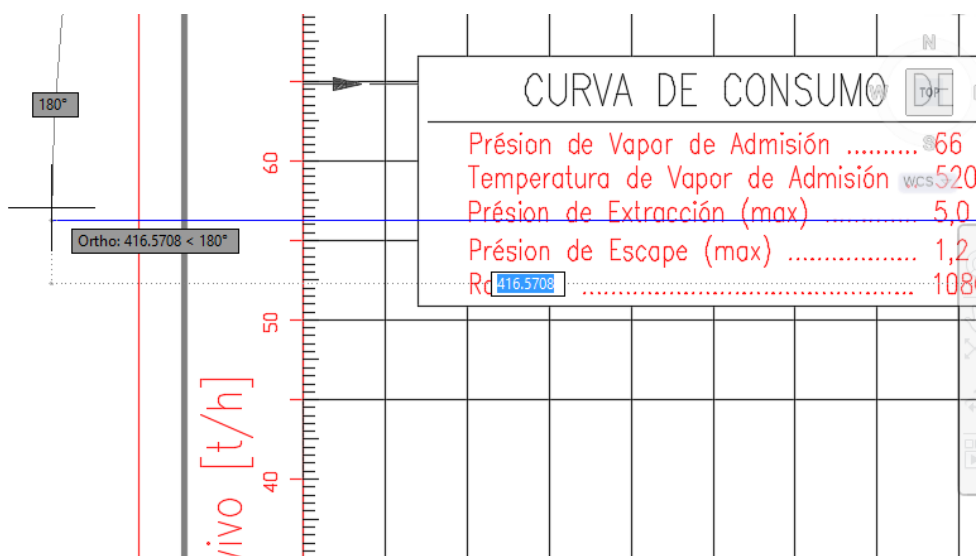 N
CURVA DE CONSUMO DE
TOP
W
S
180°
Présion de Vapor de Admisión .......... 66
Temperatura de Vapor de Admisión .. 520
WCS
Présion de Extracción (max) ............. 5,0
Ortho: 416.5708 < 180°
Présion de Escape (max) .................. 1,2
416.5708
60
50
40
vivo [t/h]